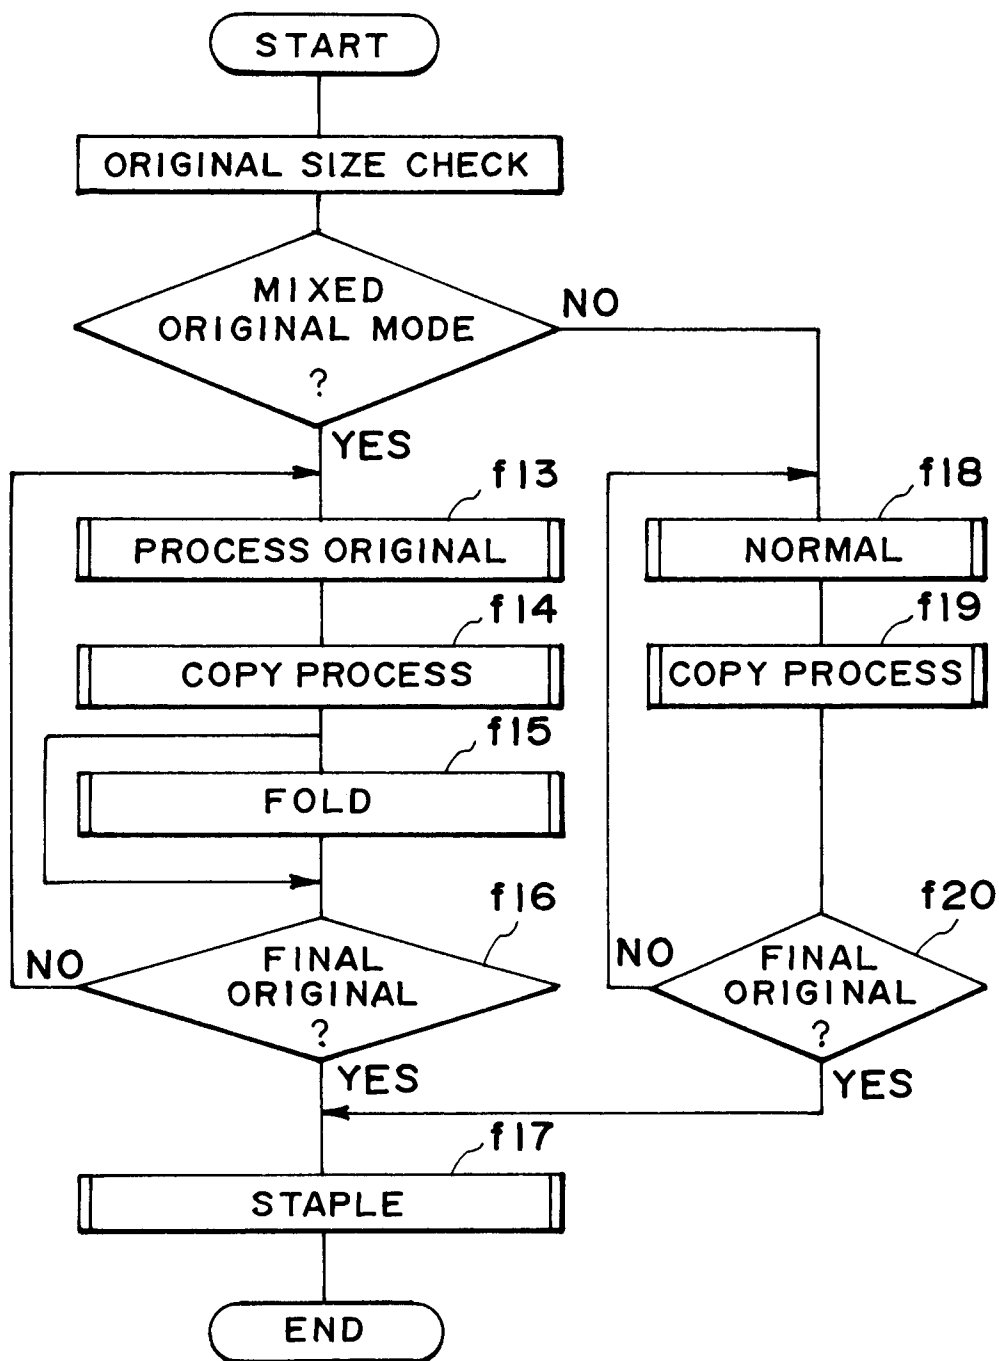 START
ORIGINAL SIZE CHECK
MIXED
ORIGINAL MODE
?
NO
YES
f13
PROCESS ORIGINAL
f14
COPY PROCESS
f15
FOLD
f16
FINAL
ORIGINAL
?
NO
YES
f18
NORMAL
f19
COPY PROCESS
f20
FINAL
ORIGINAL
?
NO
YES
f17
STAPLE
END